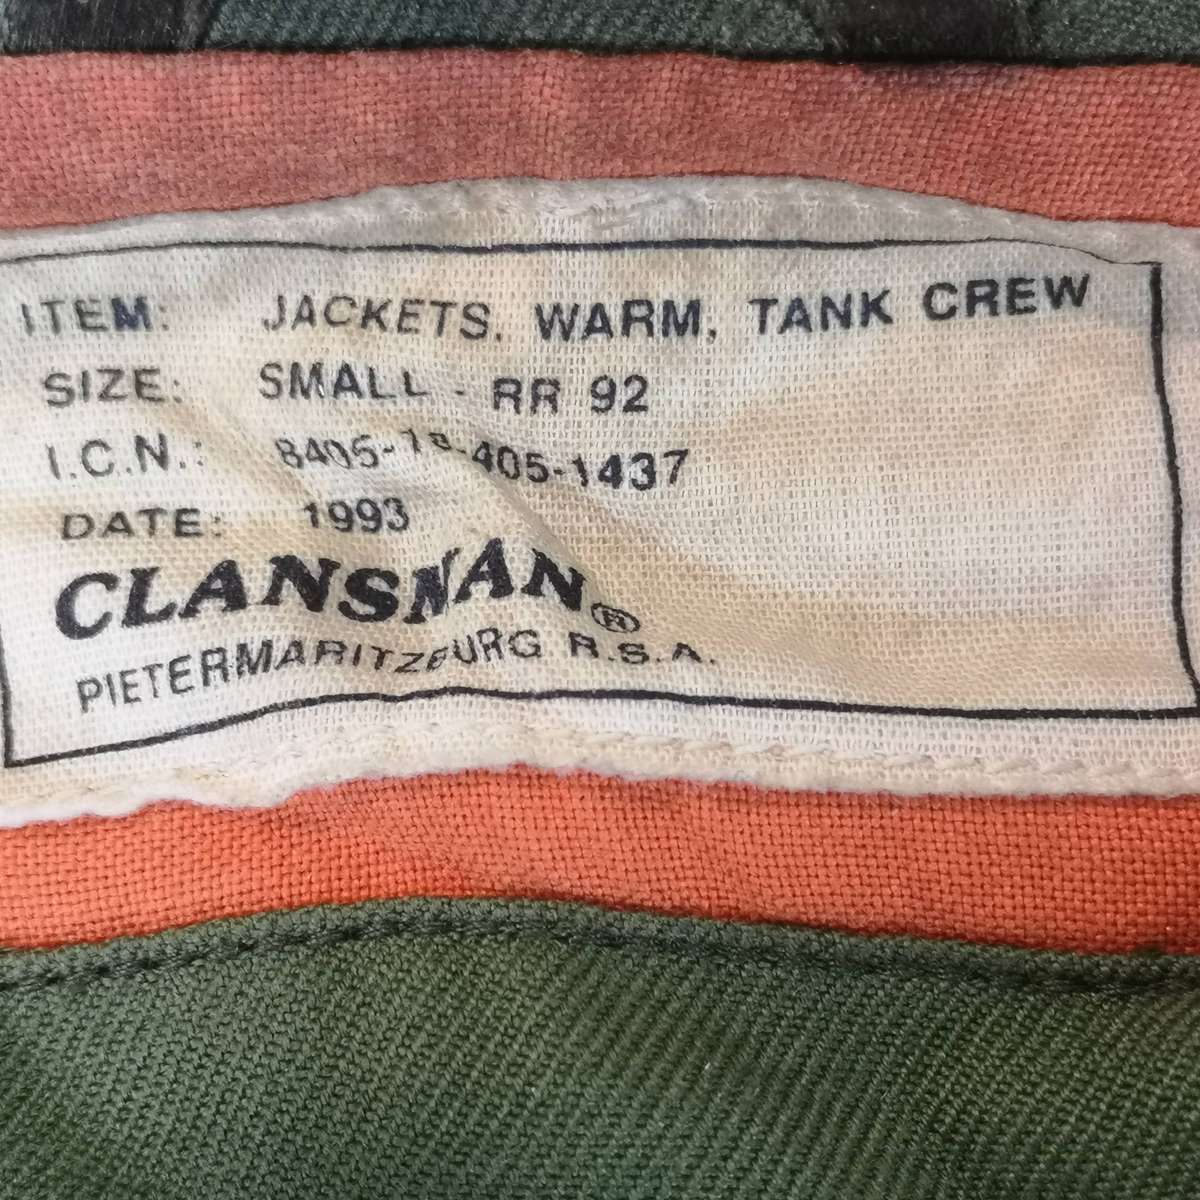 ITEM: JACKETS, WARM, TANK CREW
SIZE: SMALL - RR 92
I.C.N.: 8405-18-405-1437
DATE: 1993
CLANSMAN®
PIETERMARITZBURG R.S.A.